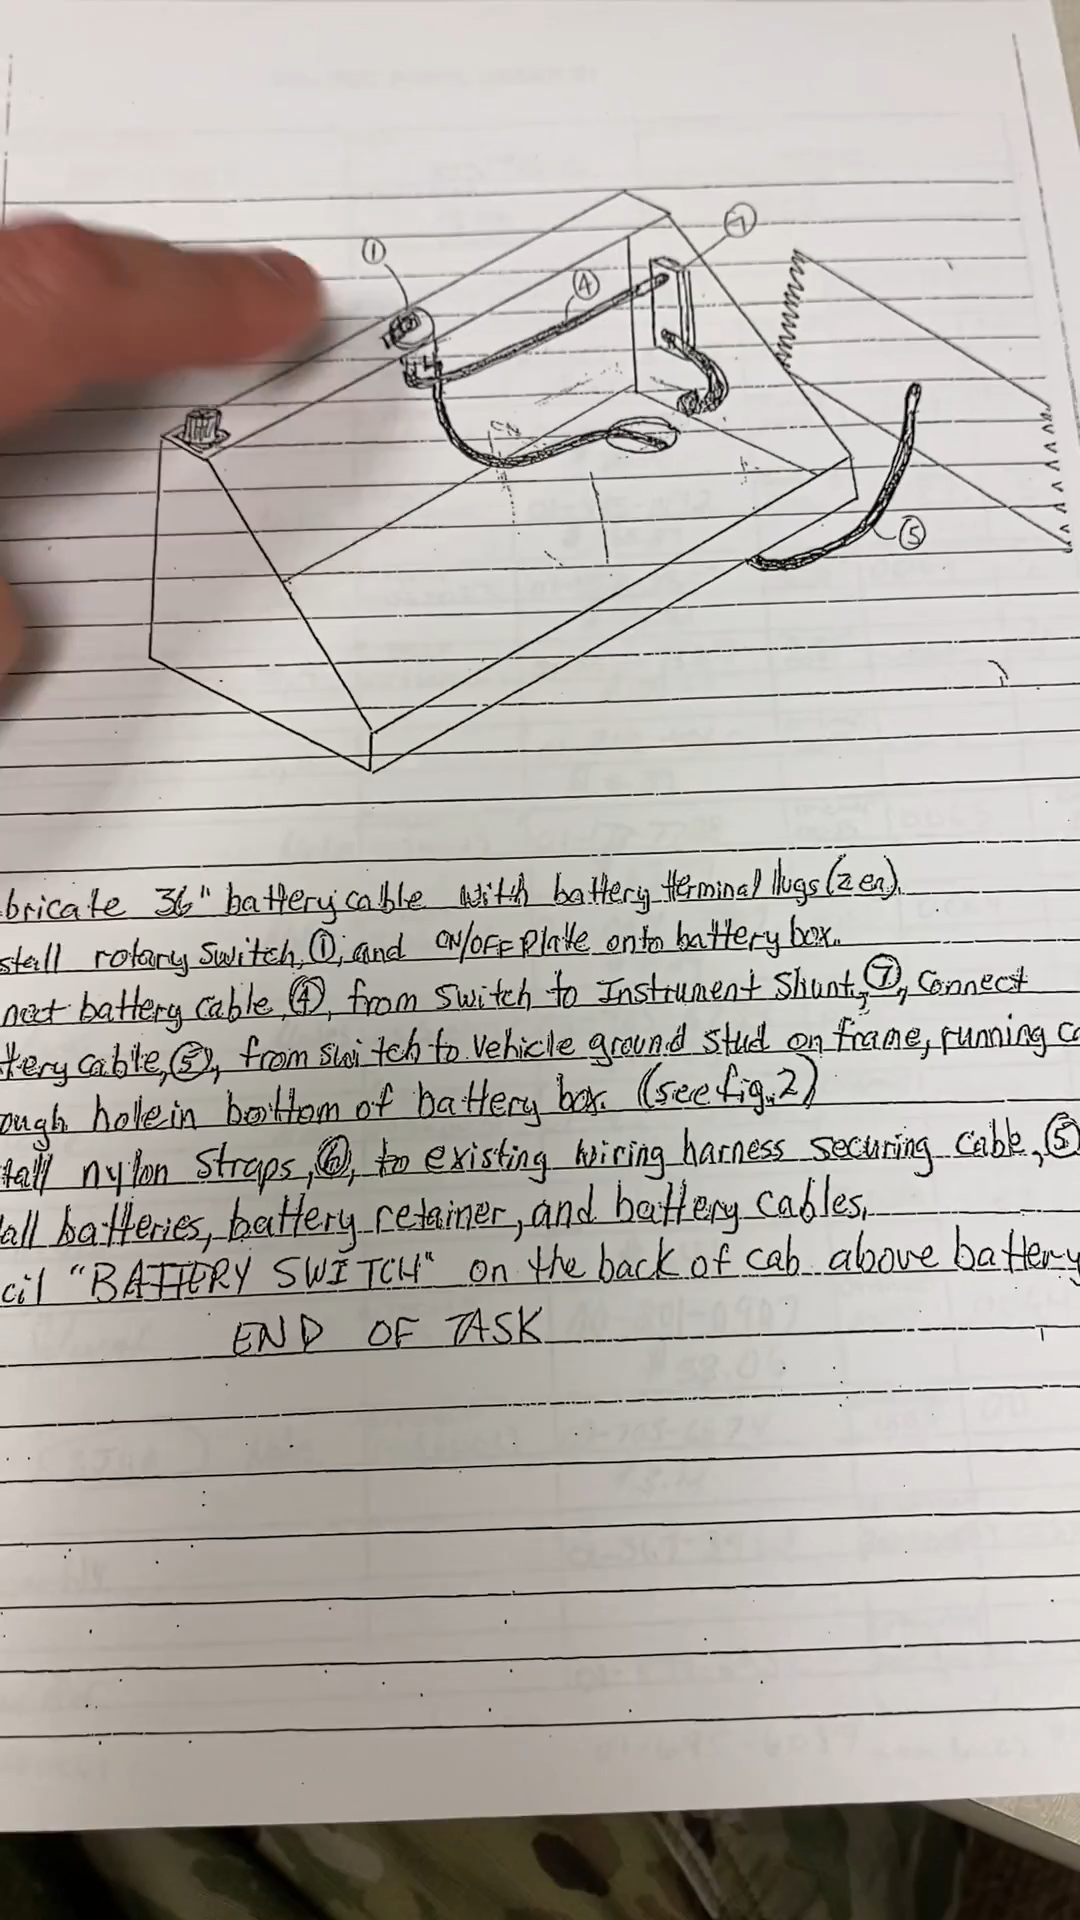 ①
④
7
⑤
bricate 36" battery cable with battery terminal lugs (2 ea).
stall rotary switch, ①, and ON/OFF Plate onto battery box.
nect battery cable, ④, from switch to Instrument Shunt, ⑦, Connect
tery cable, ⑤, from switch to vehicle ground stud on frame, running ca
ough hole in bottom of battery box. (see fig. 2)
tall nylon straps, ⑥, to existing wiring harness securing cable, ⑤
all batteries, battery retainer, and battery cables,
cil "BATTERY SWITCH" on the back of cab above battery
END OF TASK